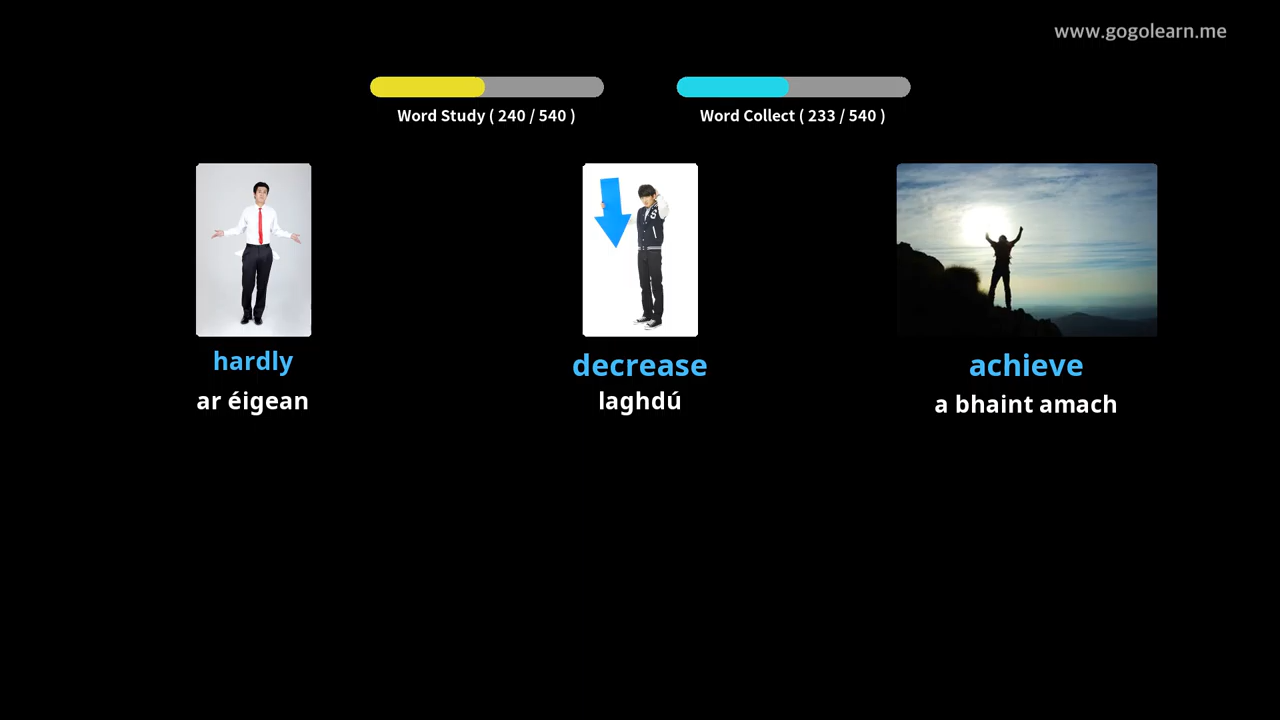 www.gogolearn.me
Word Study ( 240 / 540 )
Word Collect ( 233 / 540 )
hardly
decrease
achieve
ar éigean
laghdú
a bhaint amach